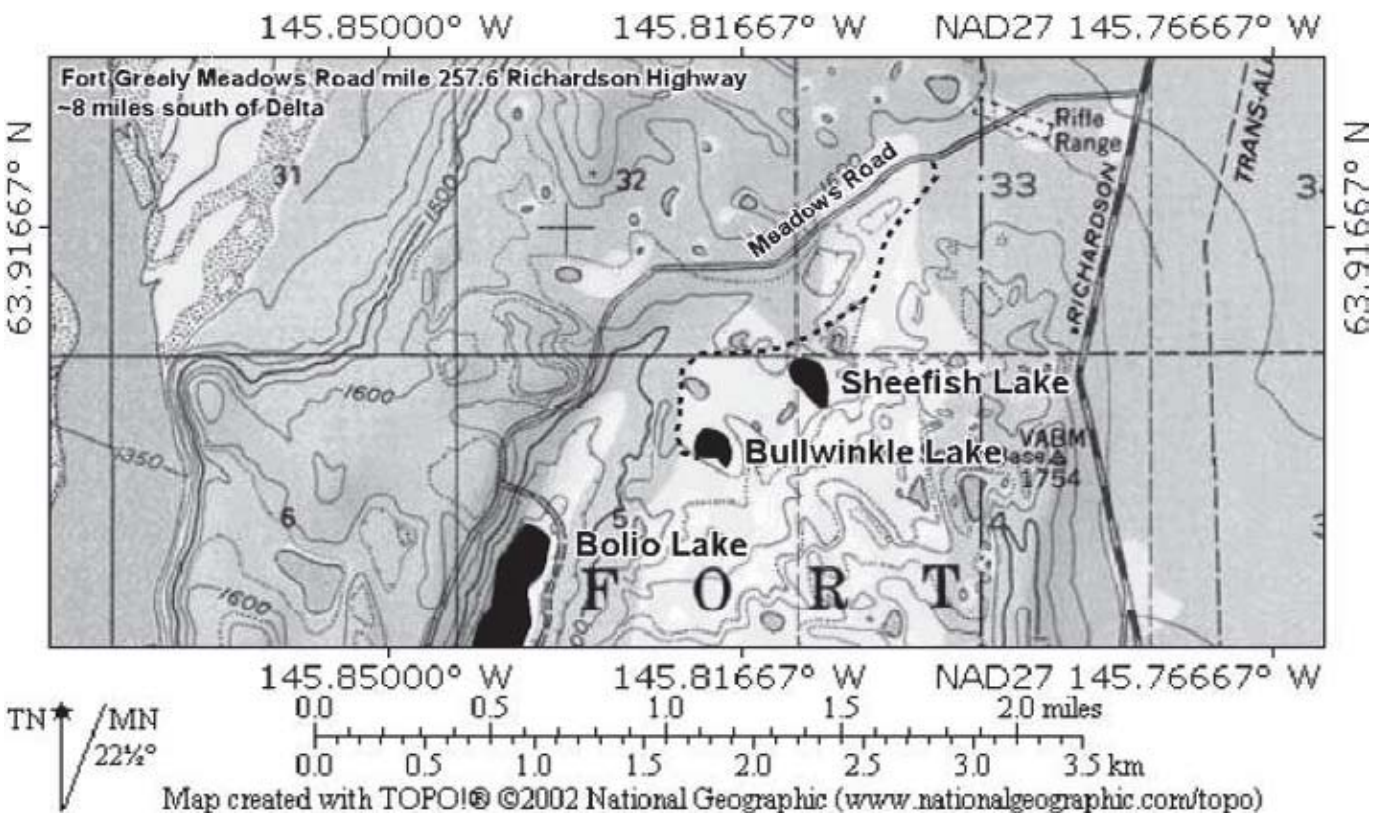 145.85000° W 145.81667° W NAD27 145.76667° W
Fort Greely Meadows Road mile 257.6 Richardson Highway
~8 miles south of Delta
63.91667° N
63.91667° N
31
32
33
3
Rifle
Range
TRANS-AL
Meadows Road
RICHARDSON
1500
1600
1350
Sheefish Lake
Bullwinkle Lake
VABM
1754
6
5
4
Bolio Lake
1600
00
FORT
145.85000° W 145.81667° W NAD27 145.76667° W
TN MN
22½°
0.0 0.5 1.0 1.5 2.0 miles
0.0 0.5 1.0 1.5 2.0 2.5 3.0 3.5 km
Map created with TOPO!® ©2002 National Geographic (www.nationalgeographic.com/topo)